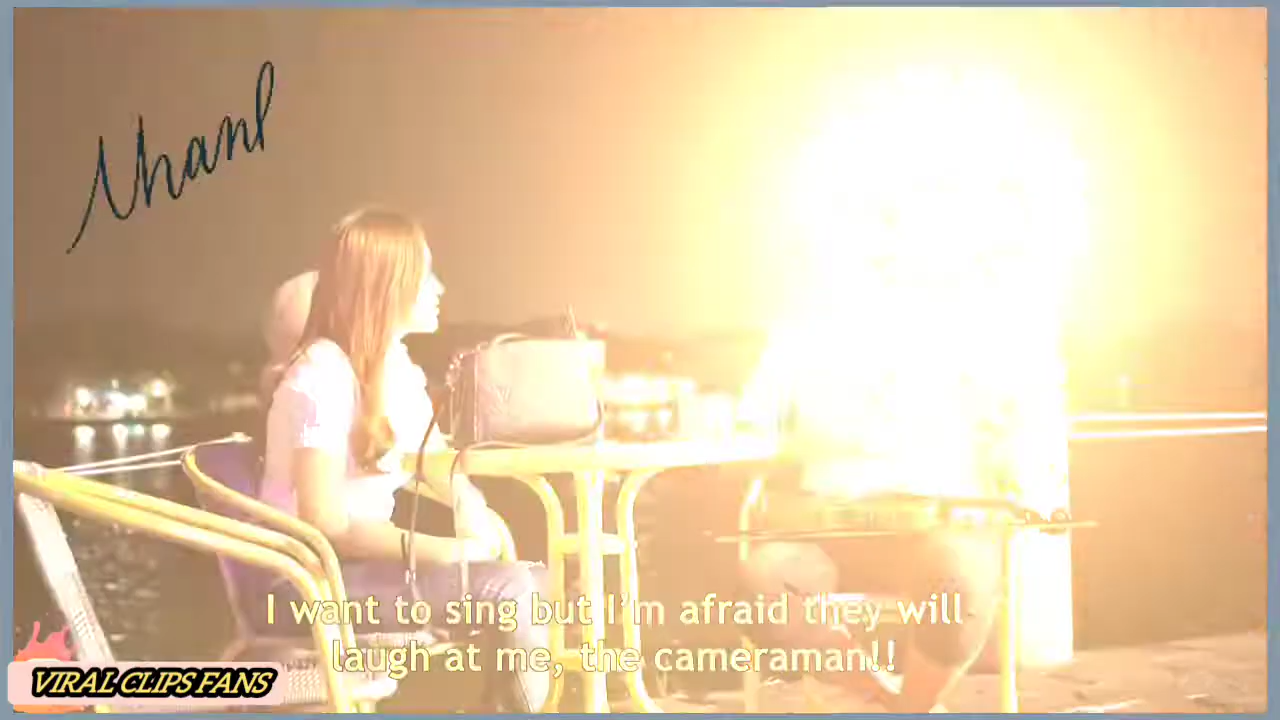 I want to sing but I'm afraid they will
laugh at me, the cameraman!!
VIRAL CLIPS FANS